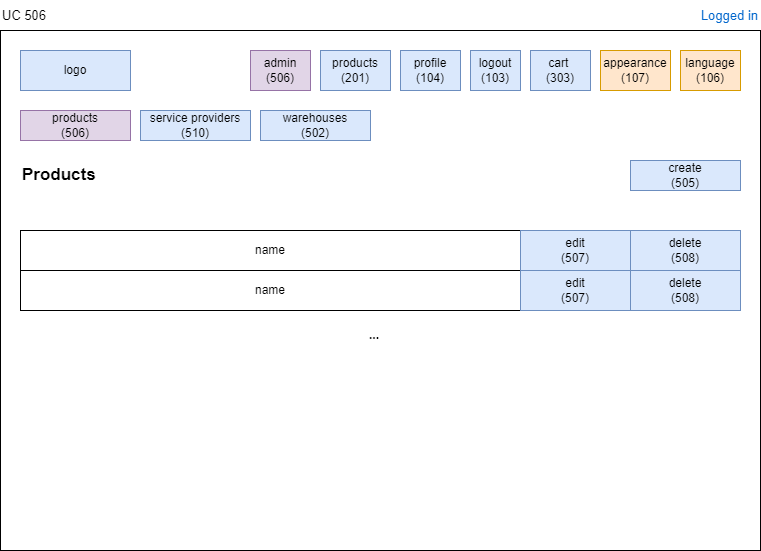 UC 506
Logged in
logo
admin
(506)
products
(201)
profile
(104)
logout
(103)
cart
(303)
appearance
(107)
language
(106)
products
(506)
service providers
(510)
warehouses
(502)
Products
create
(505)
name
edit
(507)
delete
(508)
name
edit
(507)
delete
(508)
...